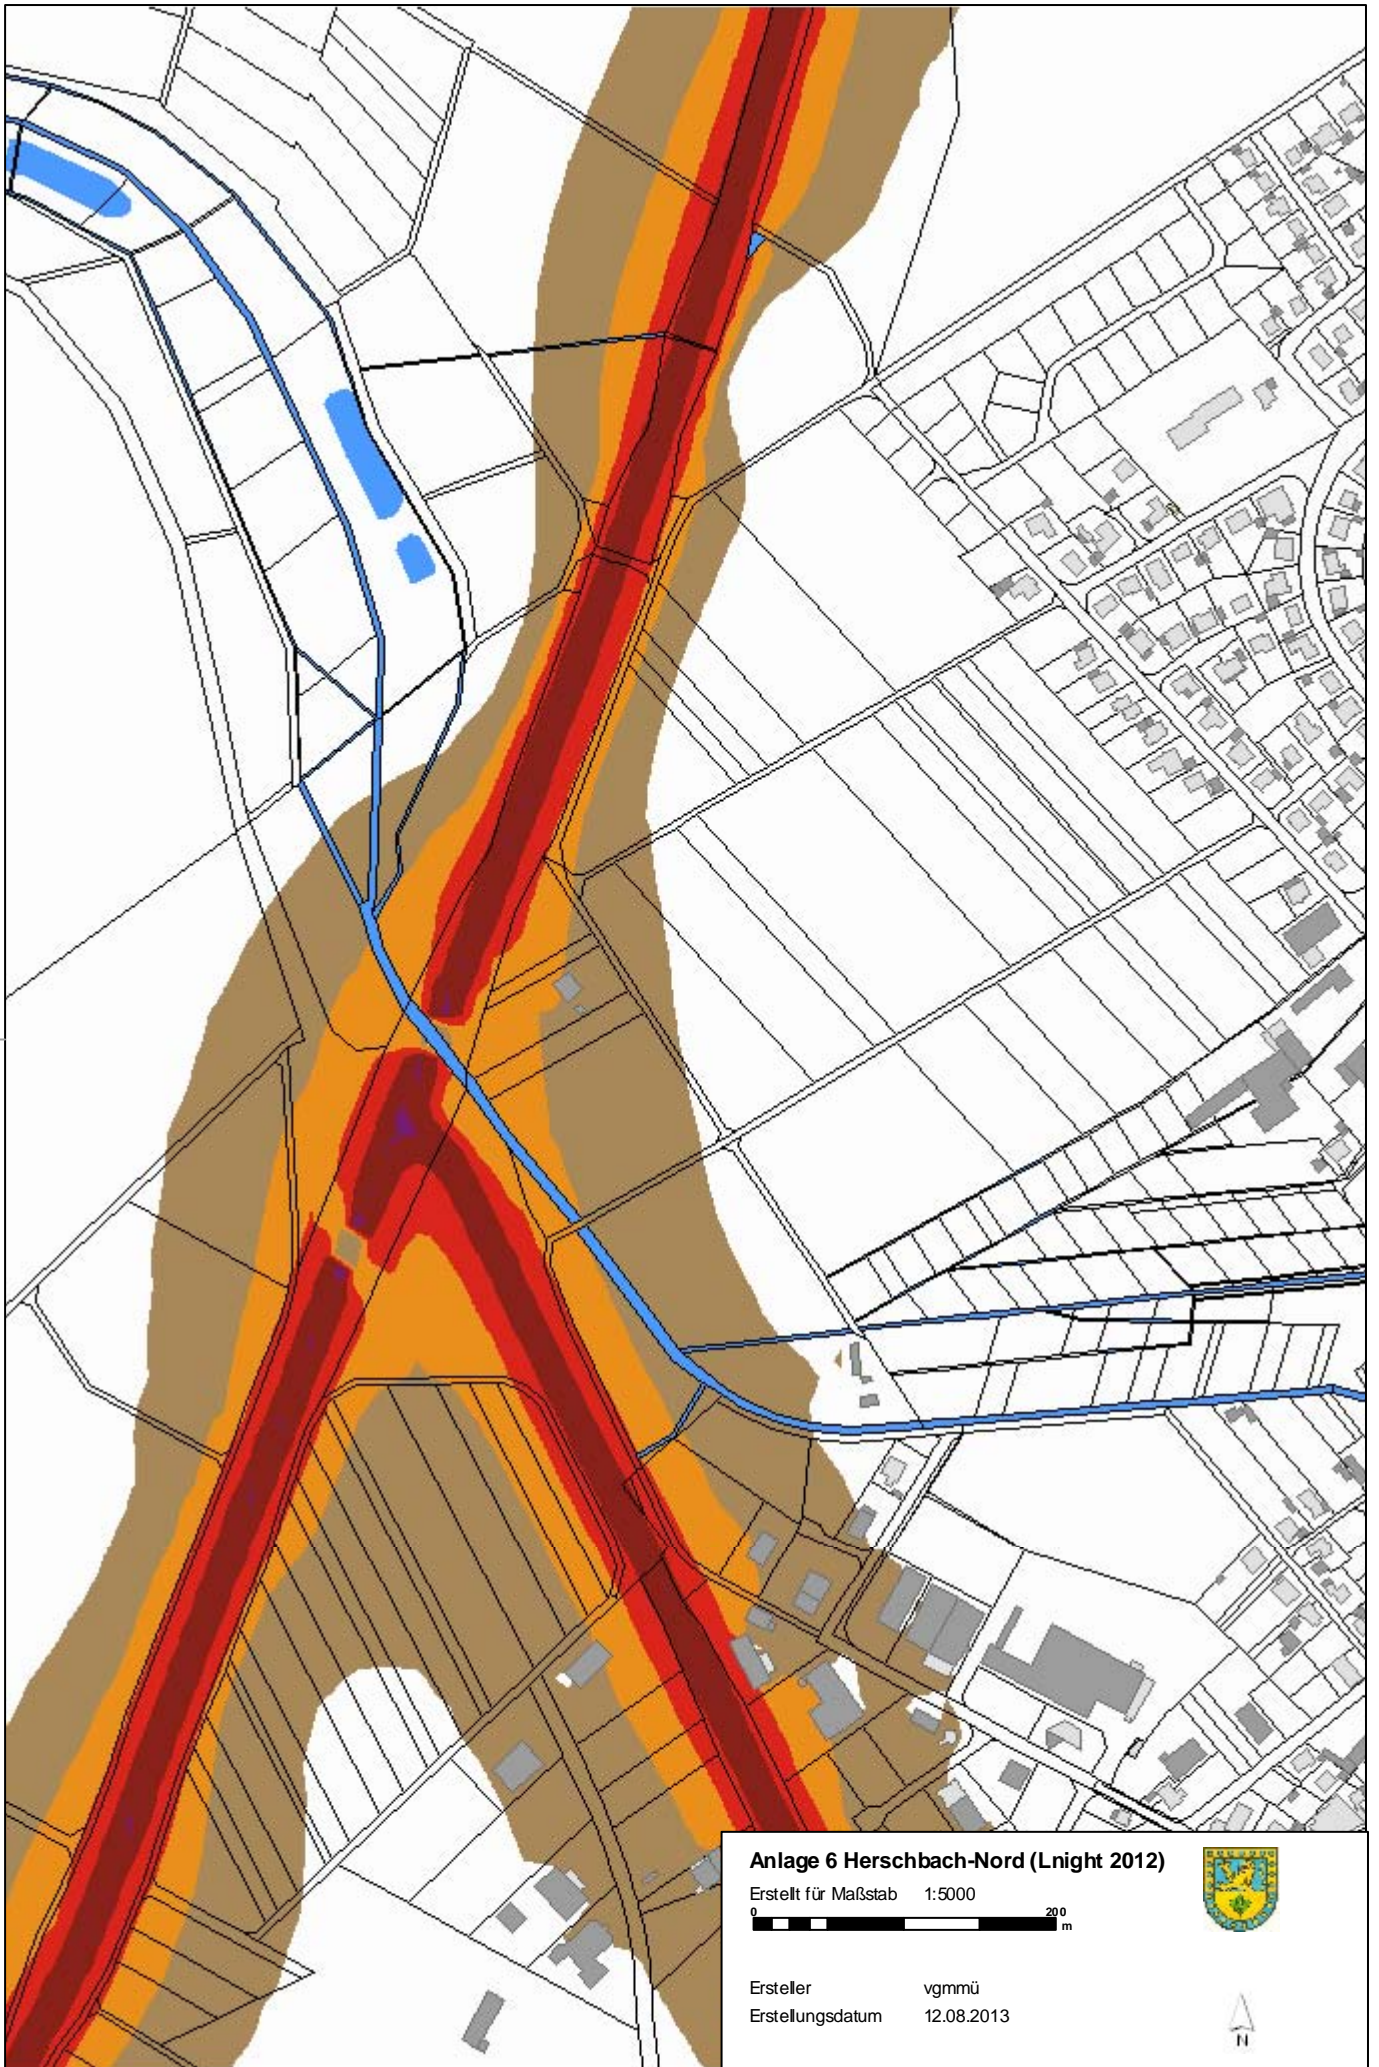 Anlage 6 Herschbach-Nord (Lnight 2012)
Erstellt für Maßstab 1:5000
0 200
m
Ersteller vgmmü
Erstellungsdatum 12.08.2013
N